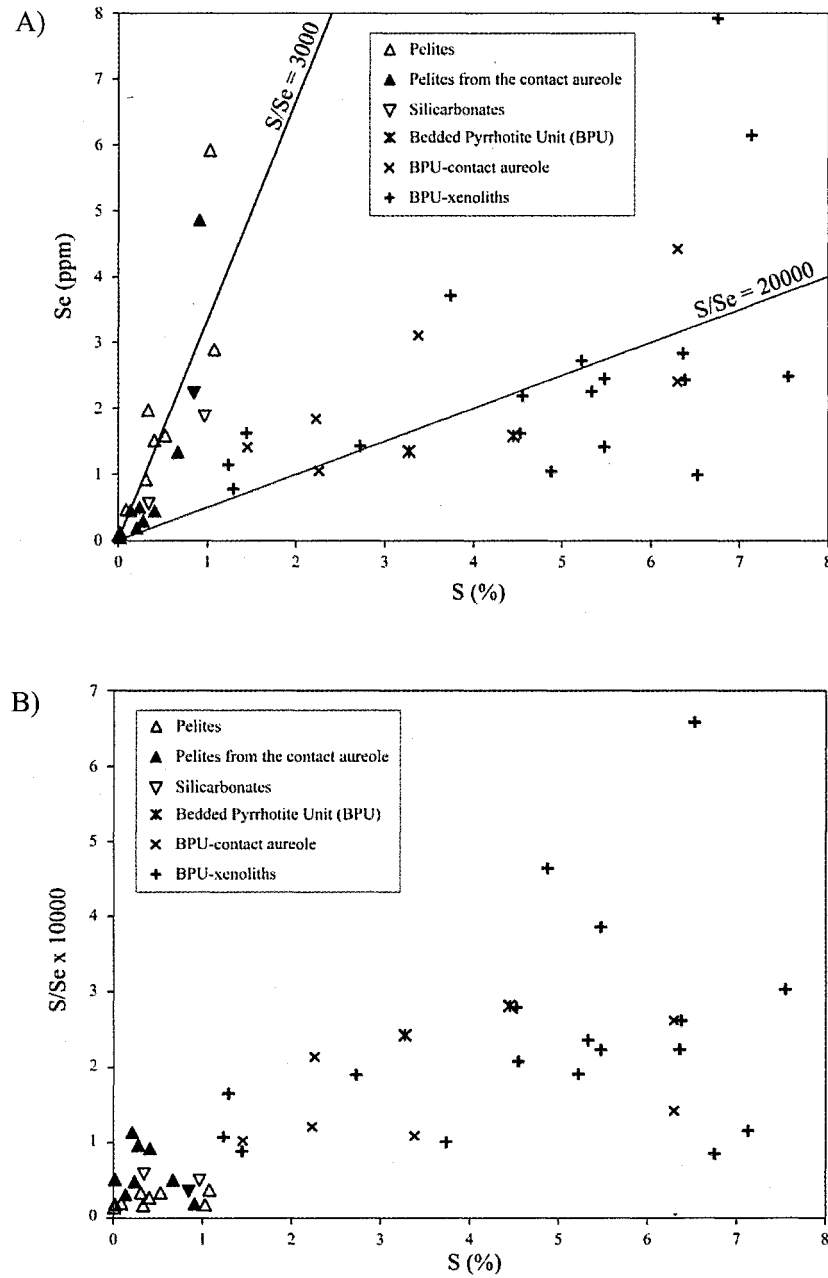 A)
8
7
6
5
4
3
2
1
0
Se (ppm)
S/Se = 3000
S/Se = 20000
Pelites
Pelites from the contact aureole
Silicarbonates
Bedded Pyrrhotite Unit (BPU)
BPU-contact aureole
BPU-xenoliths
0 1 2 3 4 5 6 7 8
S (%)
B)
7
6
5
4
3
2
1
0
S/Se x 10000
Pelites
Pelites from the contact aureole
Silicarbonates
Bedded Pyrrhotite Unit (BPU)
BPU-contact aureole
BPU-xenoliths
0 1 2 3 4 5 6 7 8
S (%)